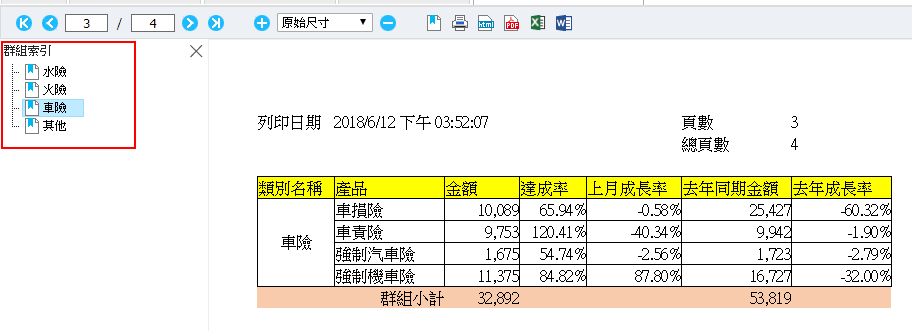 3 / 4 原始尺寸
html PDF
群組索引
水險
火險
車險
其他
列印日期 2018/6/12 下午 03:52:07 頁數 3
總頁數 4
類別名稱 產品 金額 達成率 上月成長率 去年同期金額 去年成長率
車險
車損險 10,089 65.94% -0.58% 25,427 -60.32%
車責險 9,753 120.41% -40.34% 9,942 -1.90%
強制汽車險 1,675 54.74% -2.56% 1,723 -2.79%
強制機車險 11,375 84.82% 87.80% 16,727 -32.00%
群組小計 32,892 53,819